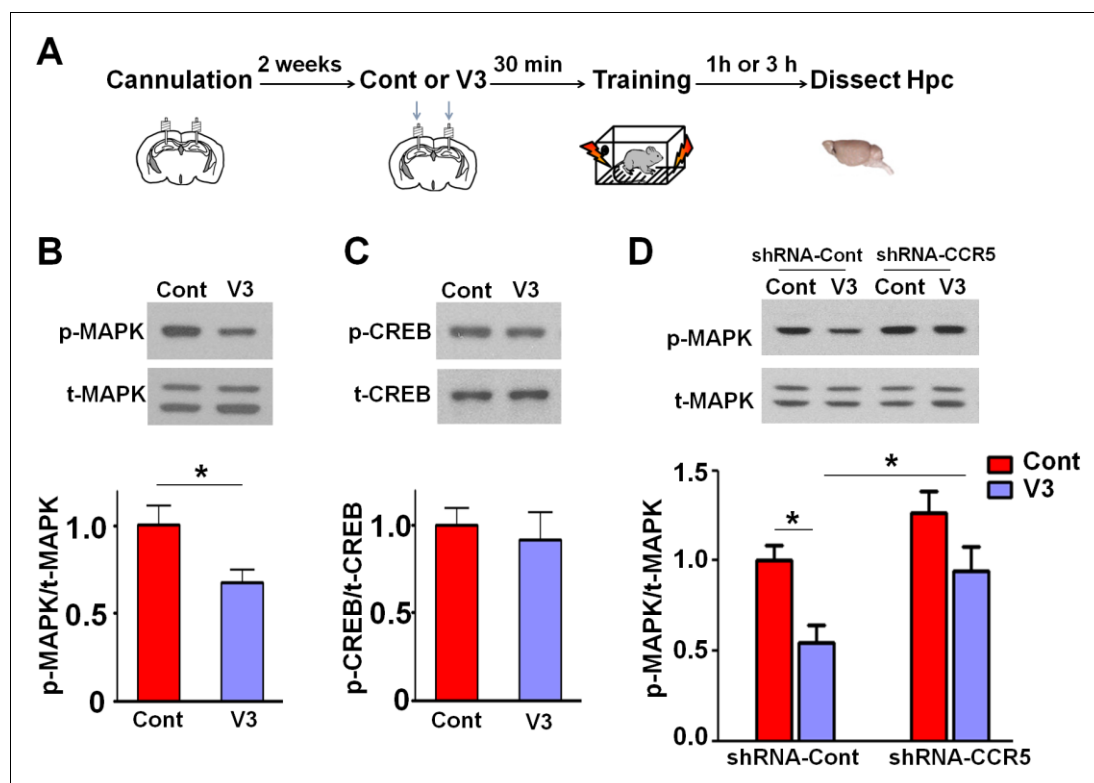 A
Cannulation 2 weeks Cont or V3 30 min Training 1h or 3 h Dissect Hpc
B
Cont V3
p-MAPK
t-MAPK
*
1.0
0.5
0
p-MAPK/t-MAPK
Cont V3
C
Cont V3
p-CREB
t-CREB
1.0
0.5
0
p-CREB/t-CREB
Cont V3
D
shRNA-Cont shRNA-CCR5
Cont V3 Cont V3
p-MAPK
t-MAPK
Cont
V3
*
*
1.5
1.0
0.5
0.0
p-MAPK/t-MAPK
shRNA-Cont shRNA-CCR5